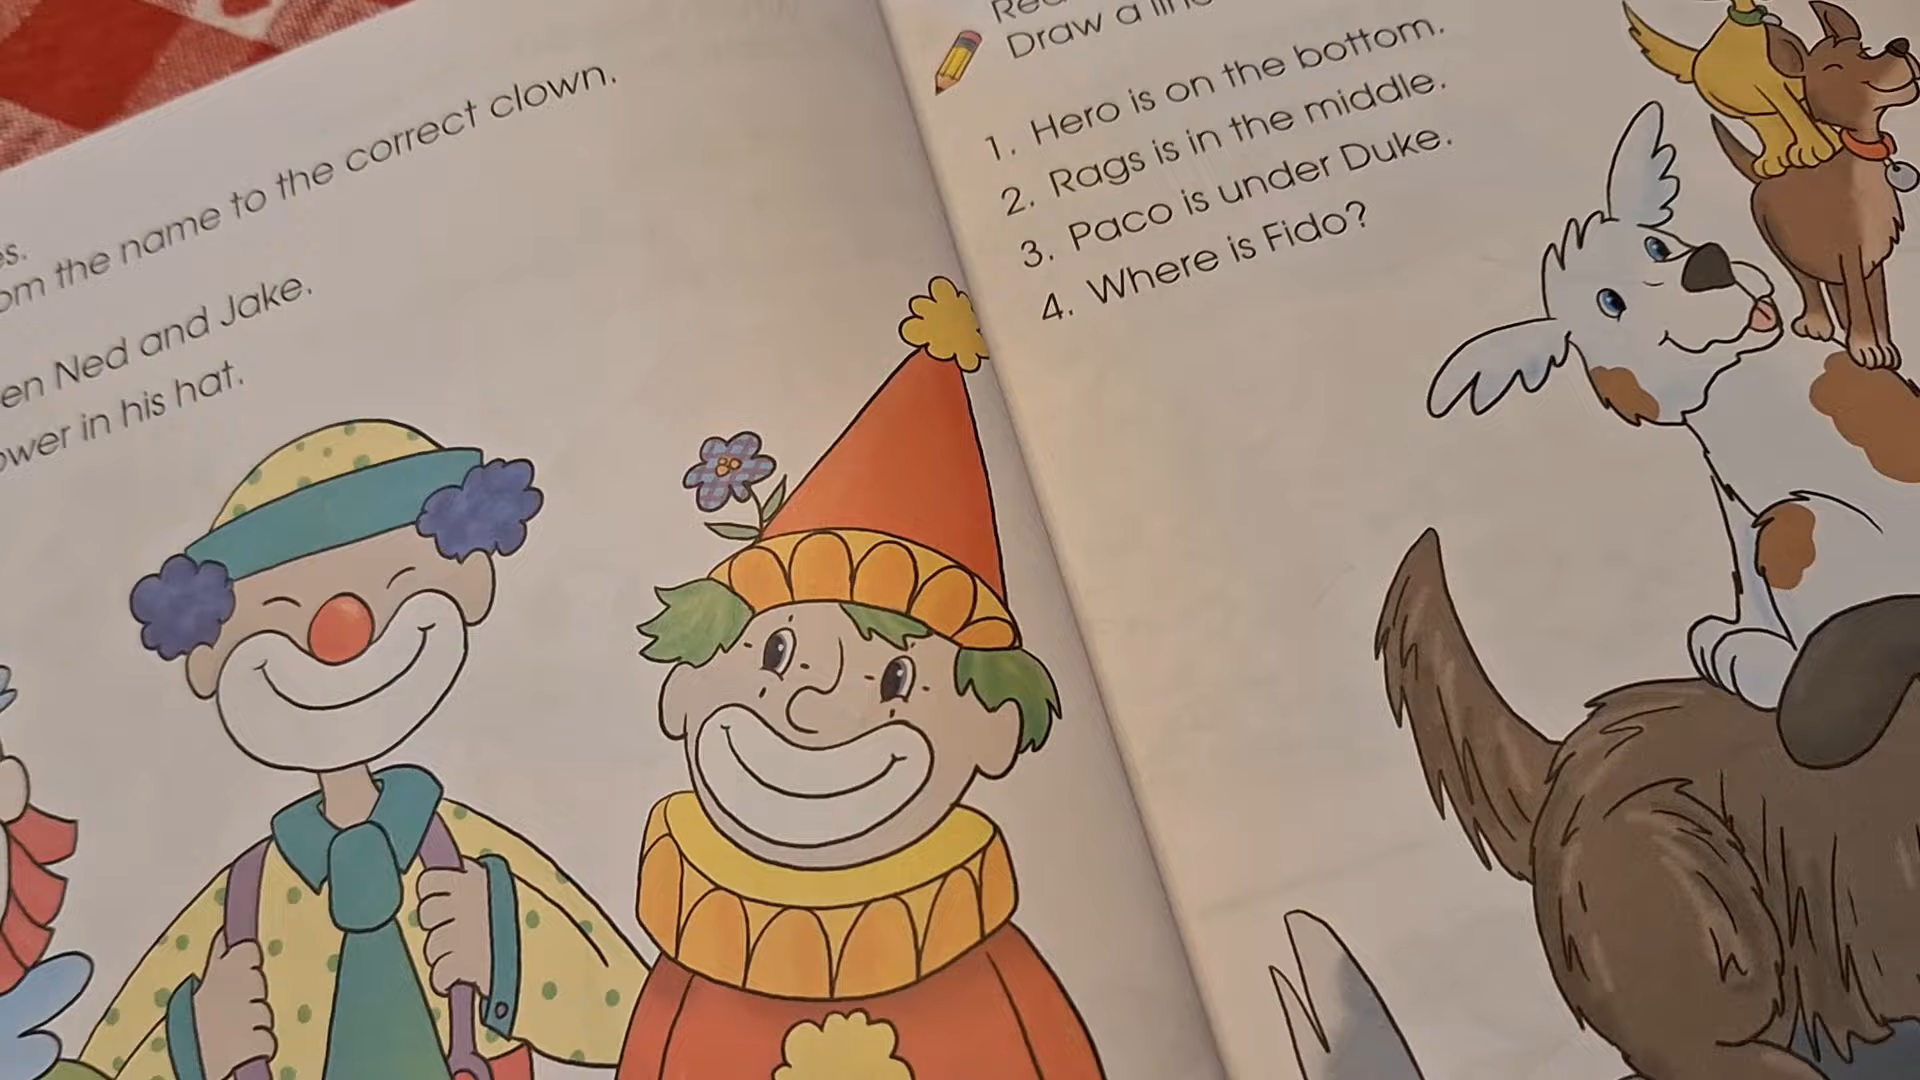 om the name to the correct clown.
en Ned and Jake.
ower in his hat.
Draw a
1. Hero is on the bottom.
2. Rags is in the middle.
3. Paco is under Duke.
4. Where is Fido?